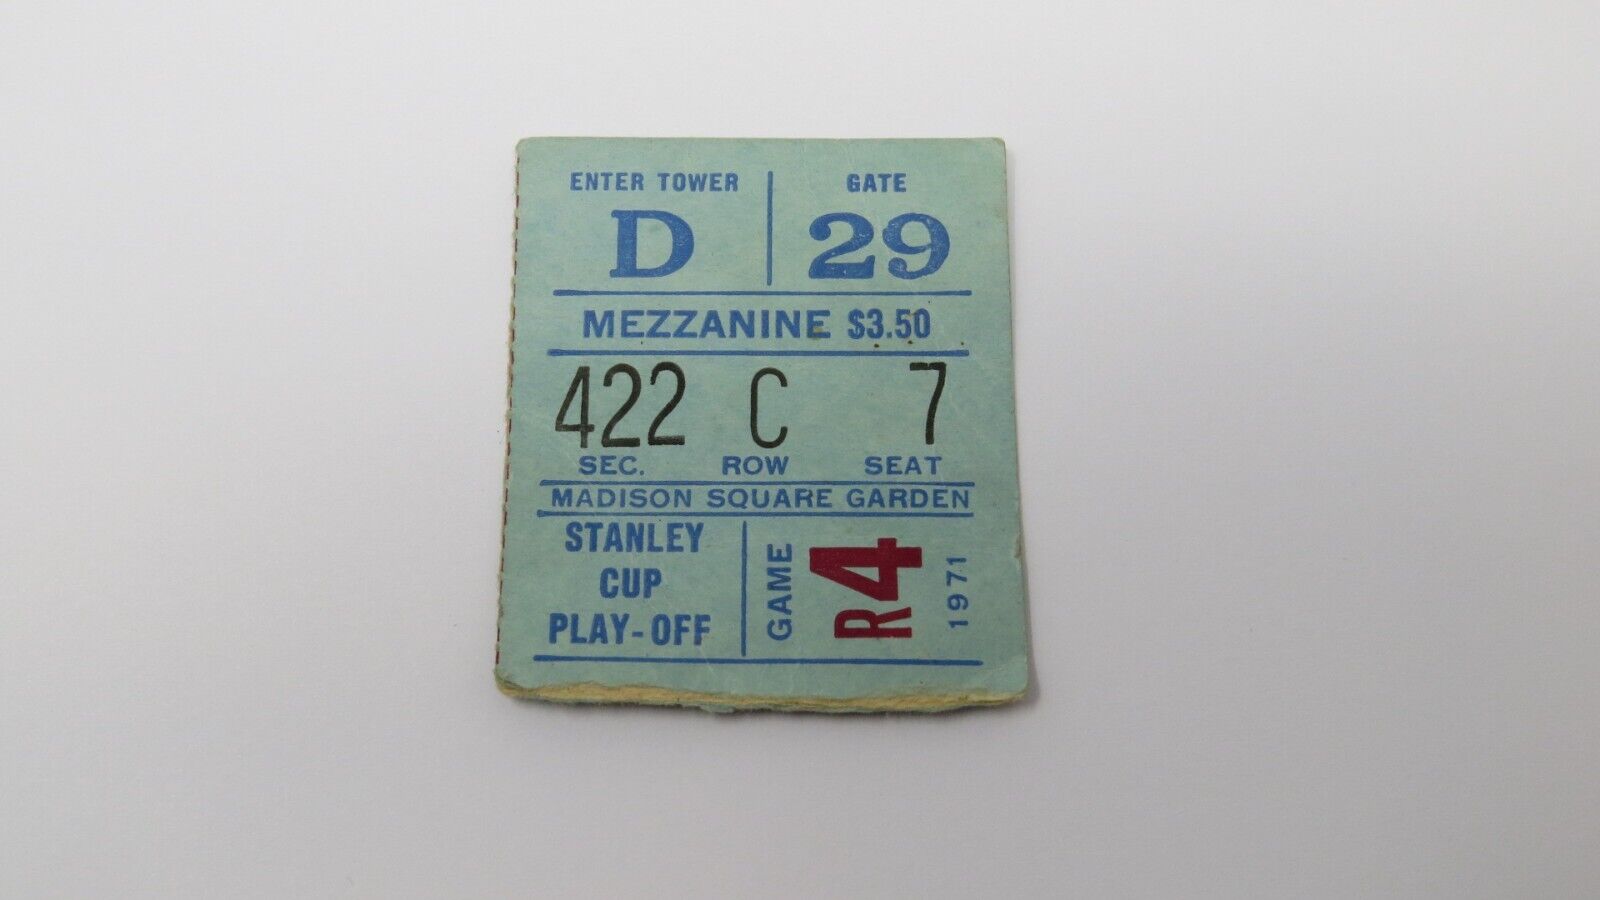 ENTER TOWER GATE
D 29
MEZZANINE $3.50
422 C 7
SEC. ROW SEAT
MADISON SQUARE GARDEN
STANLEY
CUP
PLAY-OFF
GAME
R4
1971